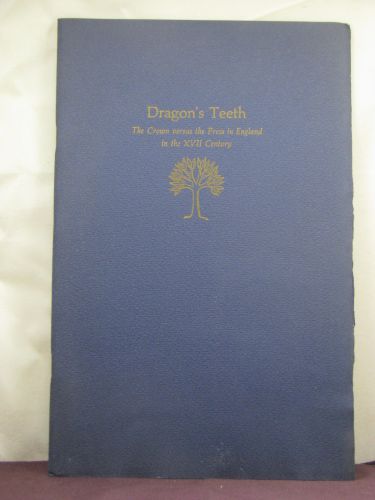 Dragon's Teeth
The Crown versus the Press in England
in the XVII Century